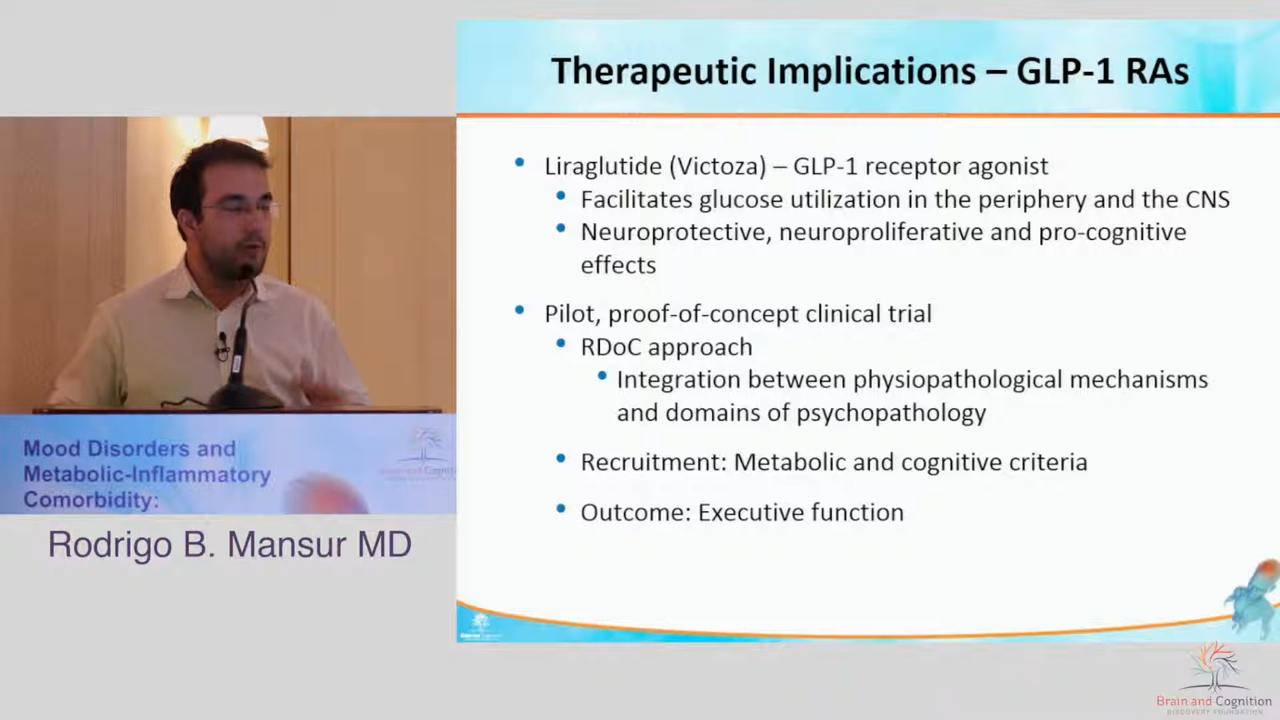 Therapeutic Implications – GLP-1 RAs
Liraglutide (Victoza) – GLP-1 receptor agonist
Facilitates glucose utilization in the periphery and the CNS
Neuroprotective, neuroproliferative and pro-cognitive
effects
Pilot, proof-of-concept clinical trial
RDoC approach
Integration between physiopathological mechanisms
and domains of psychopathology
Recruitment: Metabolic and cognitive criteria
Outcome: Executive function
Mood Disorders and
Metabolic-Inflammatory
Comorbidity:
Brain and Cognition
Rodrigo B. Mansur MD
Brain and Cognition
DISCOVERY FOUNDATION